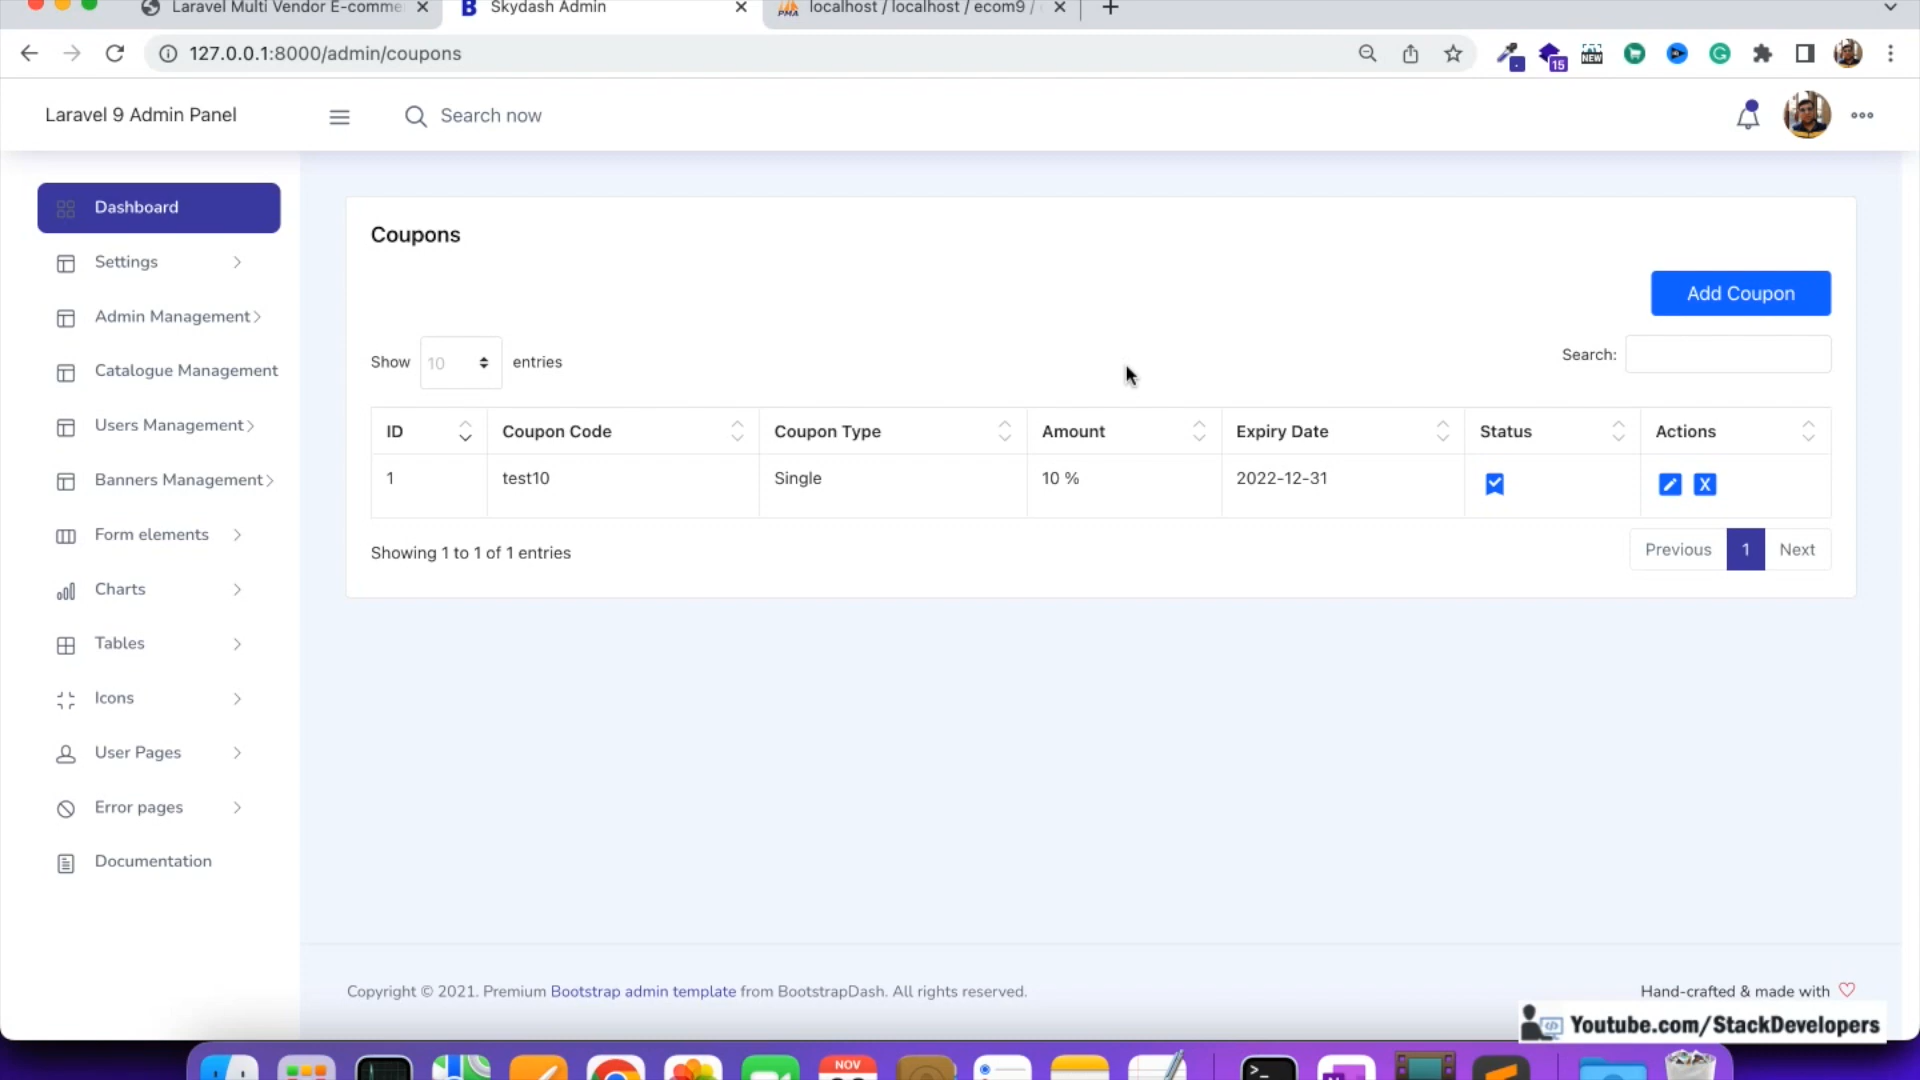 Laravel Multi Vendor E-comme
B Skydash Admin
PMA localhost / localhost / ecom9 /
127.0.0.1:8000/admin/coupons
15
NEW
Laravel 9 Admin Panel
Search now
Dashboard
Settings
Admin Management
Catalogue Management
Users Management
Banners Management
Form elements
Charts
Tables
Icons
User Pages
Error pages
Documentation
Coupons
Add Coupon
Show 10 entries
Search:
ID Coupon Code Coupon Type Amount Expiry Date Status Actions
1 test10 Single 10 % 2022-12-31 X
Showing 1 to 1 of 1 entries
Previous 1 Next
Copyright © 2021. Premium Bootstrap admin template from BootstrapDash. All rights reserved.
Hand-crafted & made with
Youtube.com/StackDevelopers
NOV